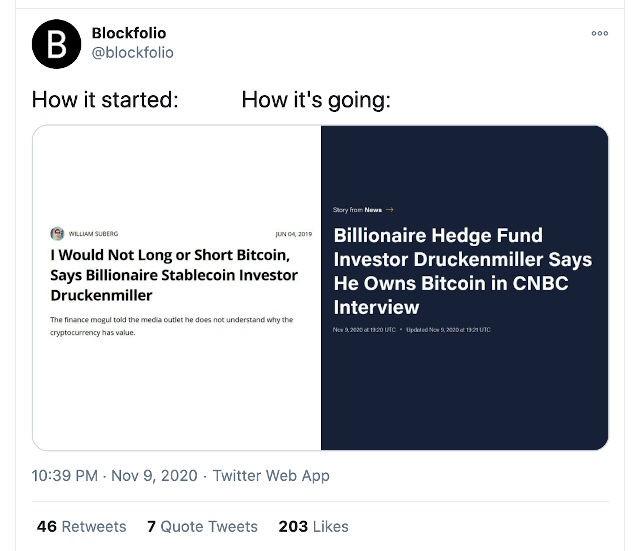 B
Blockfolio
@blockfolio
How it started: How it's going:
WILLIAM SUBERG JUN 04, 2019
I Would Not Long or Short Bitcoin,
Says Billionaire Stablecoin Investor
Druckenmiller
The finance mogul told the media outlet he does not understand why the
cryptocurrency has value.
Story from News →
Billionaire Hedge Fund
Investor Druckenmiller Says
He Owns Bitcoin in CNBC
Interview
Nov 9, 2020 at 13:20 UTC • Updated Nov 9, 2020 at 13:21 UTC
10:39 PM · Nov 9, 2020 · Twitter Web App
46 Retweets 7 Quote Tweets 203 Likes